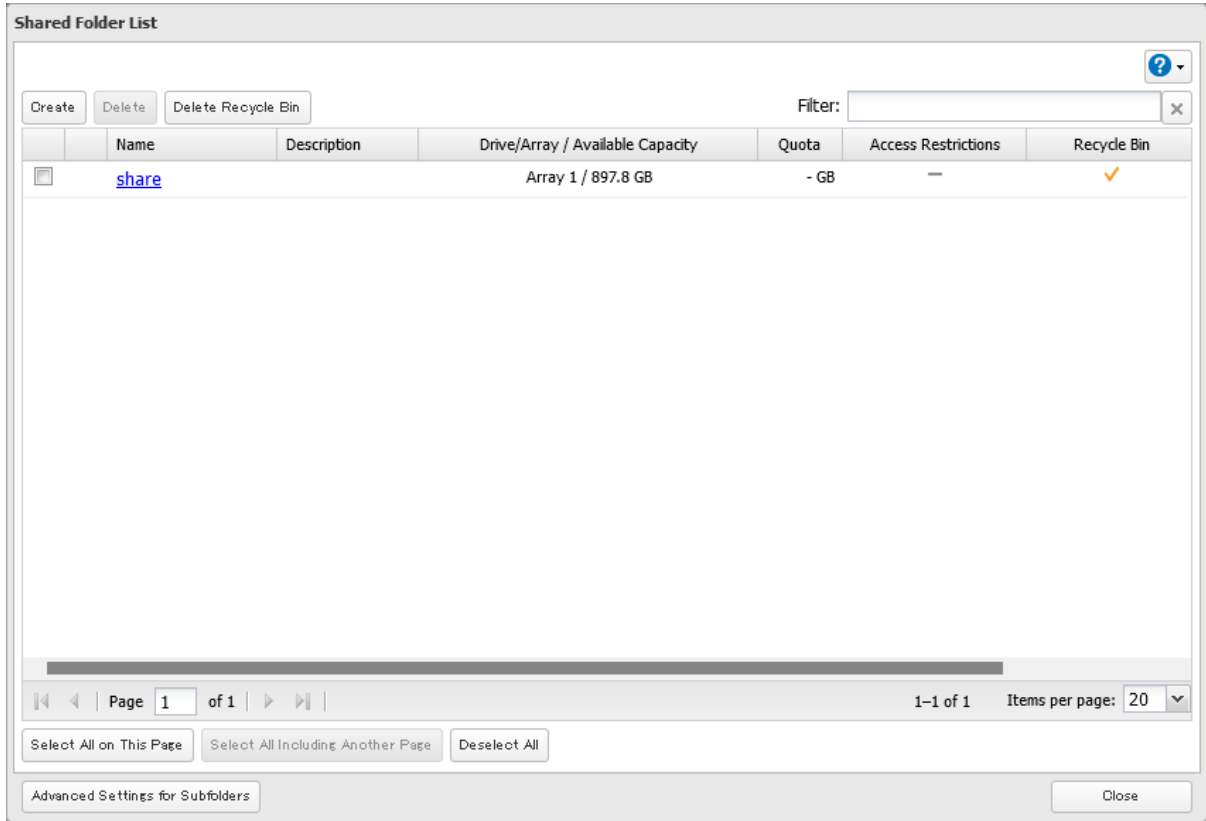 Shared Folder List
?
Create Delete Delete Recycle Bin Filter:
Name Description Drive/Array / Available Capacity Quota Access Restrictions Recycle Bin
share Array 1 / 897.8 GB - GB —
Page 1 of 1 1–1 of 1 Items per page: 20
Select All on This Page Select All Including Another Page Deselect All
Advanced Settings for Subfolders Close